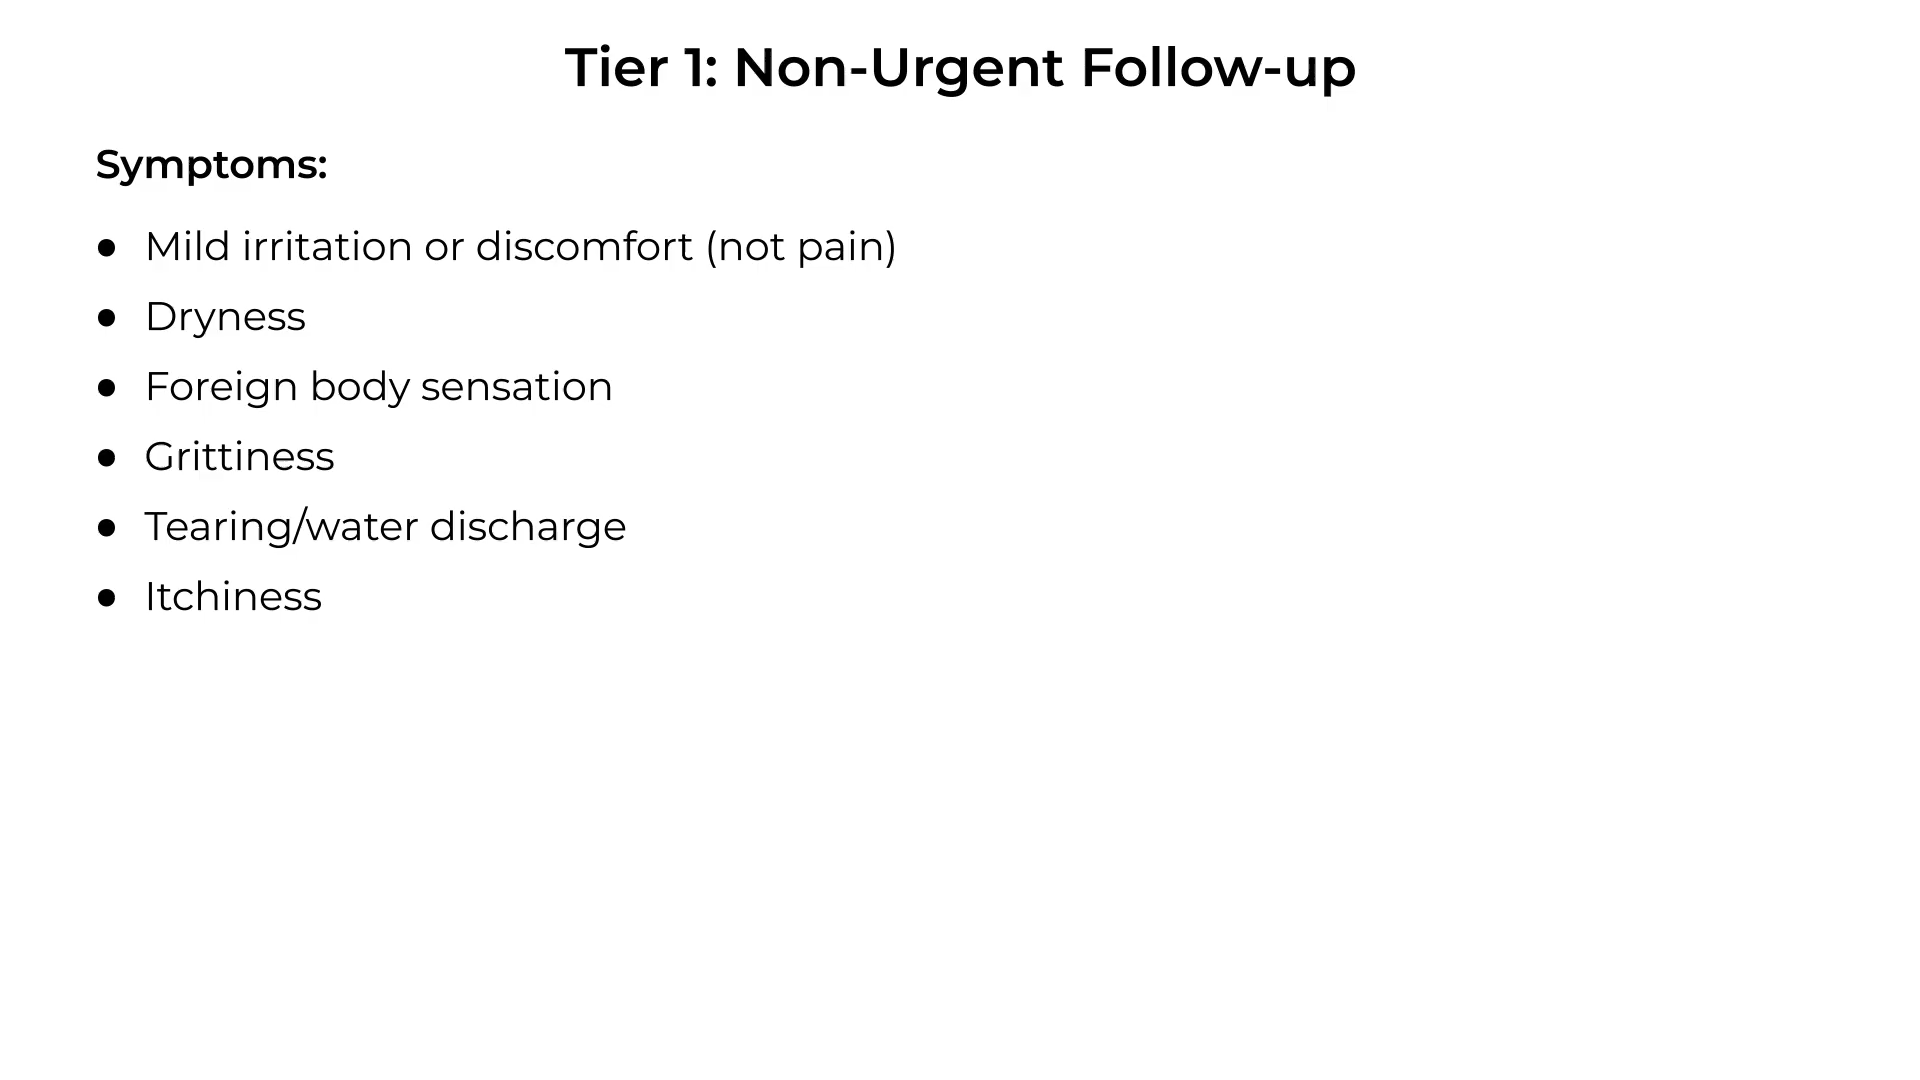 Tier 1: Non-Urgent Follow-up
Symptoms:
● Mild irritation or discomfort (not pain)
● Dryness
● Foreign body sensation
● Grittiness
● Tearing/water discharge
● Itchiness